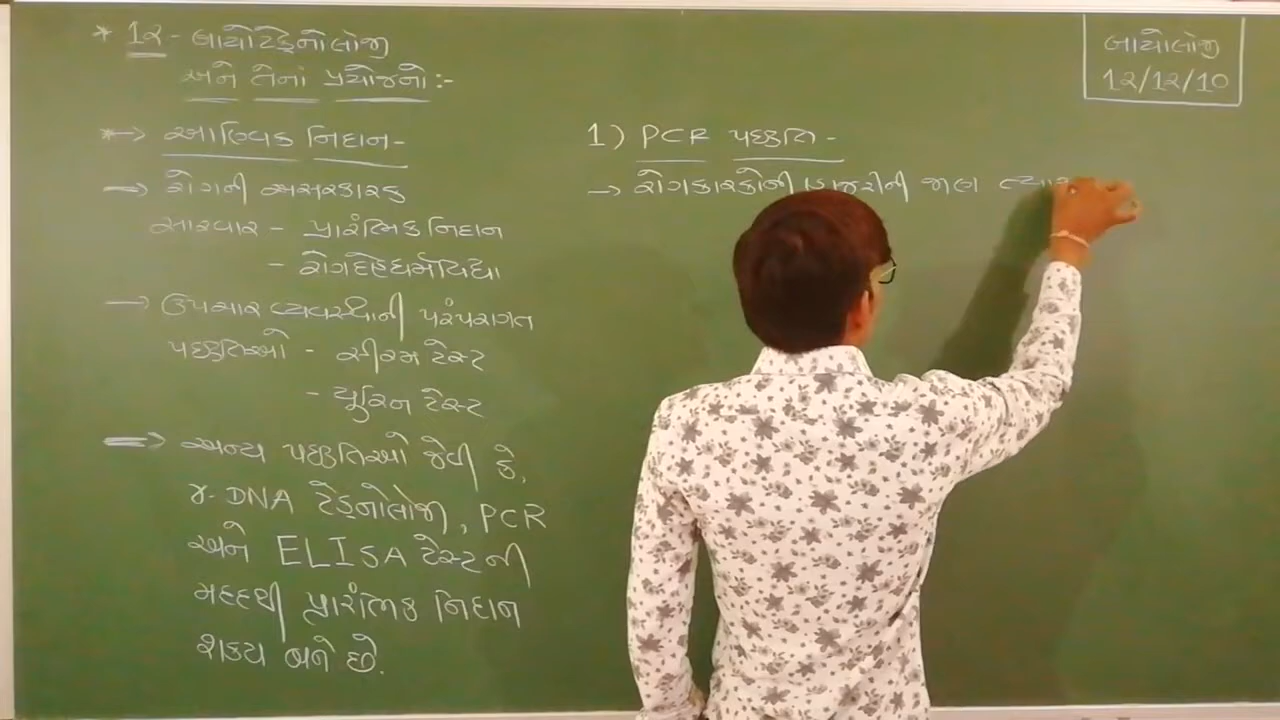 * 12 - બાયોટેક્નોલોજી
અને તેનાં પ્રયોજનો :-
*→ આણ્વિક નિદાન-
→ રોગની અસરકારક
સારવાર - પ્રારંભિક નિદાન
- રોગદેહધર્મવિદ્યા
→ ઉપચાર વ્યવસ્થાની પરંપરાગત
પદ્ધતિઓ - સીરમ ટેસ્ટ
- યૂરિન ટેસ્ટ
→ અન્ય પદ્ધતિઓ જેવી કે,
r-DNA ટેક્નોલોજી, PCR
અને ELISA ટેસ્ટની
મદદથી પ્રારંભિક નિદાન
શક્ય બને છે.
1) PCR પદ્ધતિ -
→ રોગકારકોની હાજરીની જાણ
બાયોલોજી
12/12/10